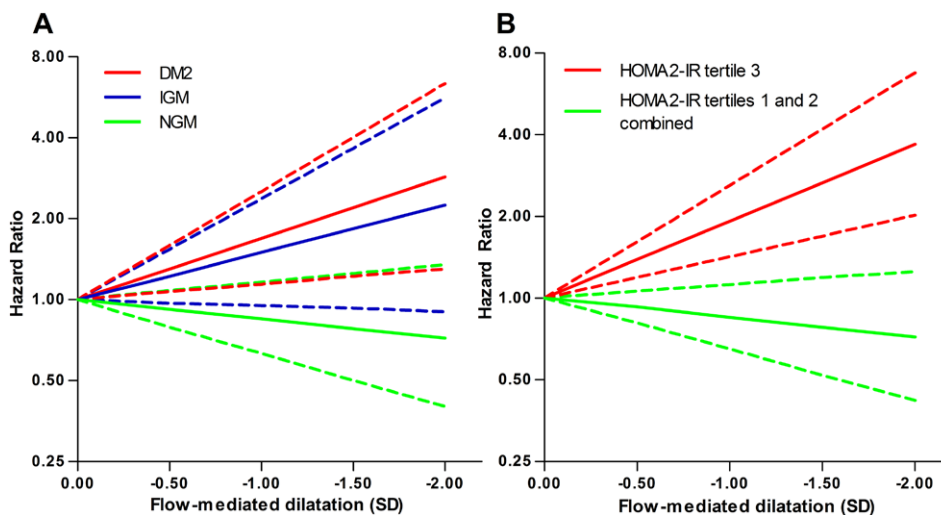 A
8.00
4.00
2.00
1.00
0.50
0.25
Hazard Ratio
DM2
IGM
NGM
0.00 -0.50 -1.00 -1.50 -2.00
Flow-mediated dilatation (SD)
B
8.00
4.00
2.00
1.00
0.50
0.25
Hazard Ratio
HOMA2-IR tertile 3
HOMA2-IR tertiles 1 and 2
combined
0.00 -0.50 -1.00 -1.50 -2.00
Flow-mediated dilatation (SD)